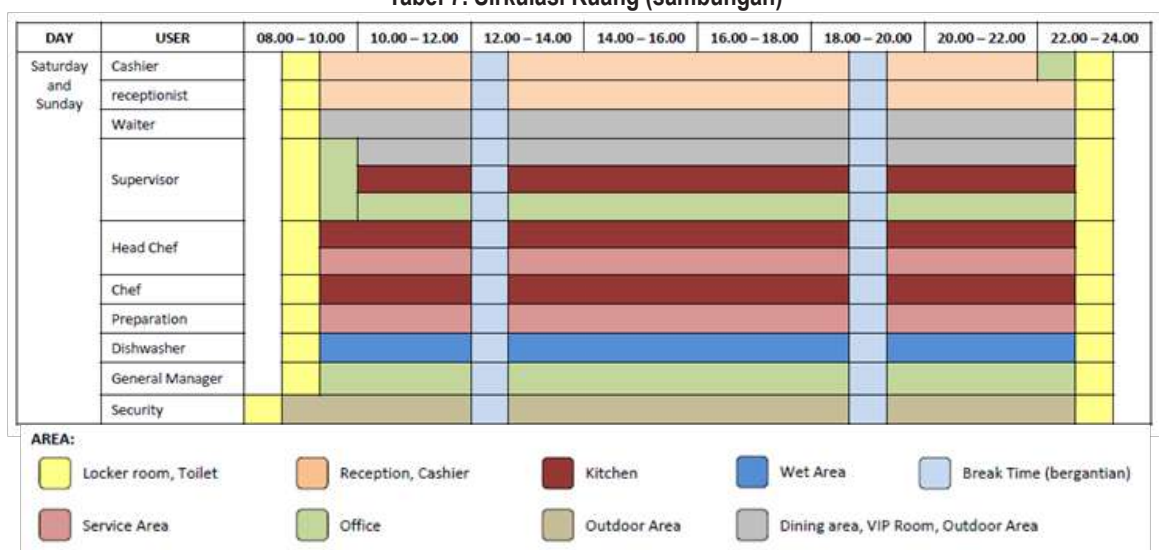 Tabel 7. Sirkulasi Ruang (sambungan)
DAY USER 08.00 – 10.00 10.00 – 12.00 12.00 – 14.00 14.00 – 16.00 16.00 – 18.00 18.00 – 20.00 20.00 – 22.00 22.00 – 24.00
Saturday and Sunday
Cashier
receptionist
Waiter
Supervisor
Head Chef
Chef
Preparation
Dishwasher
General Manager
Security
AREA:
Locker room, Toilet Reception, Cashier Kitchen Wet Area Break Time (bergantian)
Service Area Office Outdoor Area Dining area, VIP Room, Outdoor Area